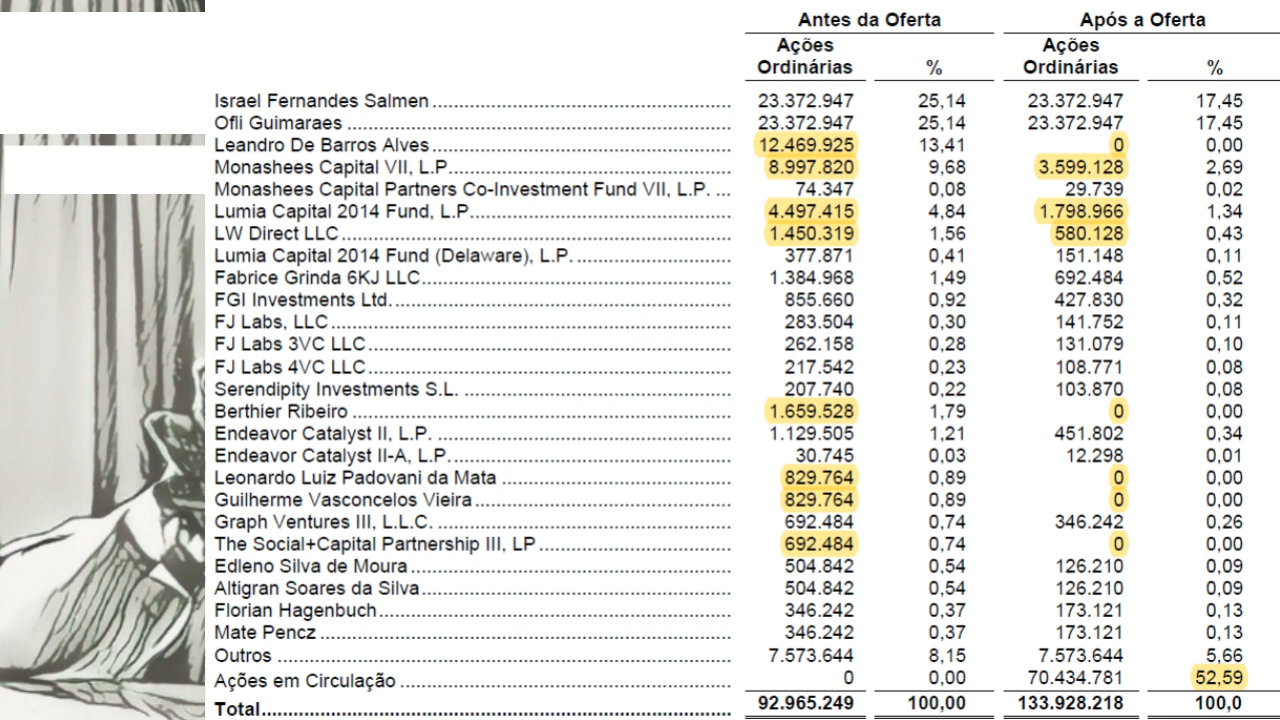 Antes da Oferta Após a Oferta
Ações Ações
Ordinárias % Ordinárias %
Israel Fernandes Salmen 23.372.947 25,14 23.372.947 17,45
Ofli Guimaraes 23.372.947 25,14 23.372.947 17,45
Leandro De Barros Alves 12.469.925 13,41 0 0,00
Monashees Capital VII, L.P. 8.997.820 9,68 3.599.128 2,69
Monashees Capital Partners Co-Investment Fund VII, L.P. ... 74.347 0,08 29.739 0,02
Lumia Capital 2014 Fund, L.P. 4.497.415 4,84 1.798.966 1,34
LW Direct LLC 1.450.319 1,56 580.128 0,43
Lumia Capital 2014 Fund (Delaware), L.P. 377.871 0,41 151.148 0,11
Fabrice Grinda 6KJ LLC 1.384.968 1,49 692.484 0,52
FGI Investments Ltd. 855.660 0,92 427.830 0,32
FJ Labs, LLC 283.504 0,30 141.752 0,11
FJ Labs 3VC LLC 262.158 0,28 131.079 0,10
FJ Labs 4VC LLC 217.542 0,23 108.771 0,08
Serendipity Investments S.L. 207.740 0,22 103.870 0,08
Berthier Ribeiro 1.659.528 1,79 0 0,00
Endeavor Catalyst II, L.P. 1.129.505 1,21 451.802 0,34
Endeavor Catalyst II-A, L.P. 30.745 0,03 12.298 0,01
Leonardo Luiz Padovani da Mata 829.764 0,89 0 0,00
Guilherme Vasconcelos Vieira 829.764 0,89 0 0,00
Graph Ventures III, L.L.C. 692.484 0,74 346.242 0,26
The Social+Capital Partnership III, LP 692.484 0,74 0 0,00
Edleno Silva de Moura 504.842 0,54 126.210 0,09
Altigran Soares da Silva 504.842 0,54 126.210 0,09
Florian Hagenbuch 346.242 0,37 173.121 0,13
Mate Pencz 346.242 0,37 173.121 0,13
Outros 7.573.644 8,15 7.573.644 5,66
Ações em Circulação 0 0,00 70.434.781 52,59
Total 92.965.249 100,00 133.928.218 100,0